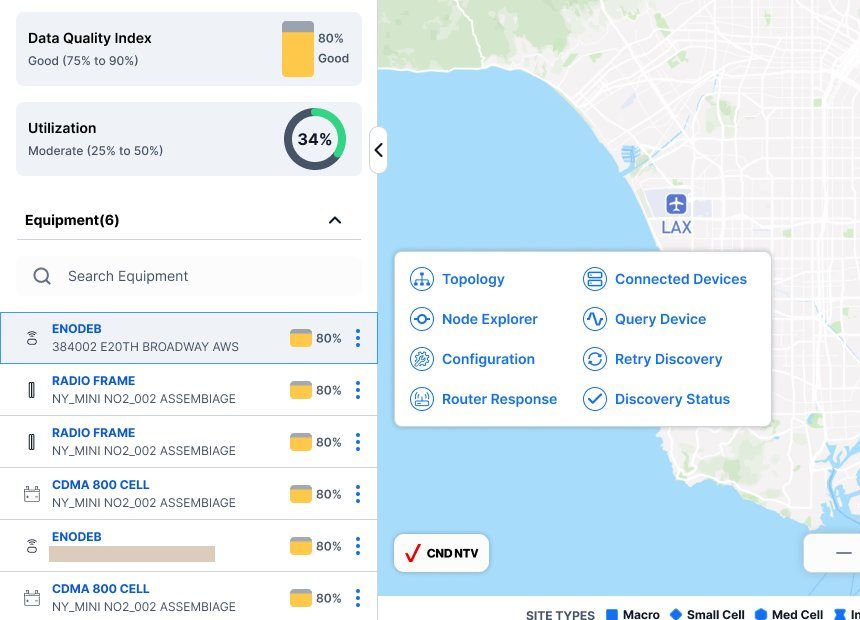 Data Quality Index
Good (75% to 90%)
80%
Good
Utilization
Moderate (25% to 50%)
34%
Equipment(6)
Search Equipment
ENODEB
384002 E20TH BROADWAY AWS
80%
RADIO FRAME
NY_MINI NO2_002 ASSEMBIAGE
80%
RADIO FRAME
NY_MINI NO2_002 ASSEMBIAGE
80%
CDMA 800 CELL
NY_MINI NO2_002 ASSEMBIAGE
80%
ENODEB
80%
CDMA 800 CELL
NY_MINI NO2_002 ASSEMBIAGE
80%
LAX
Topology
Connected Devices
Node Explorer
Query Device
Configuration
Retry Discovery
Router Response
Discovery Status
CND NTV
SITE TYPES Macro Small Cell Med Cell